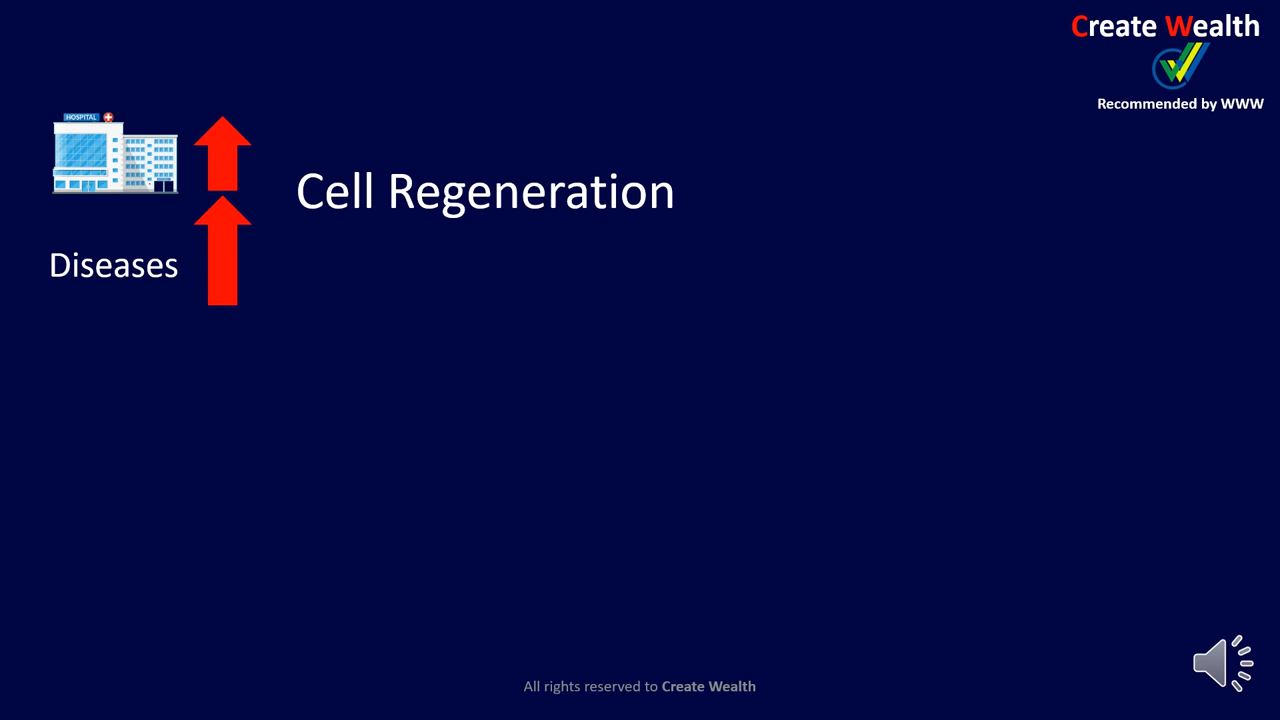 Create Wealth
Recommended by WWW
HOSPITAL
Cell Regeneration
Diseases
All rights reserved to Create Wealth